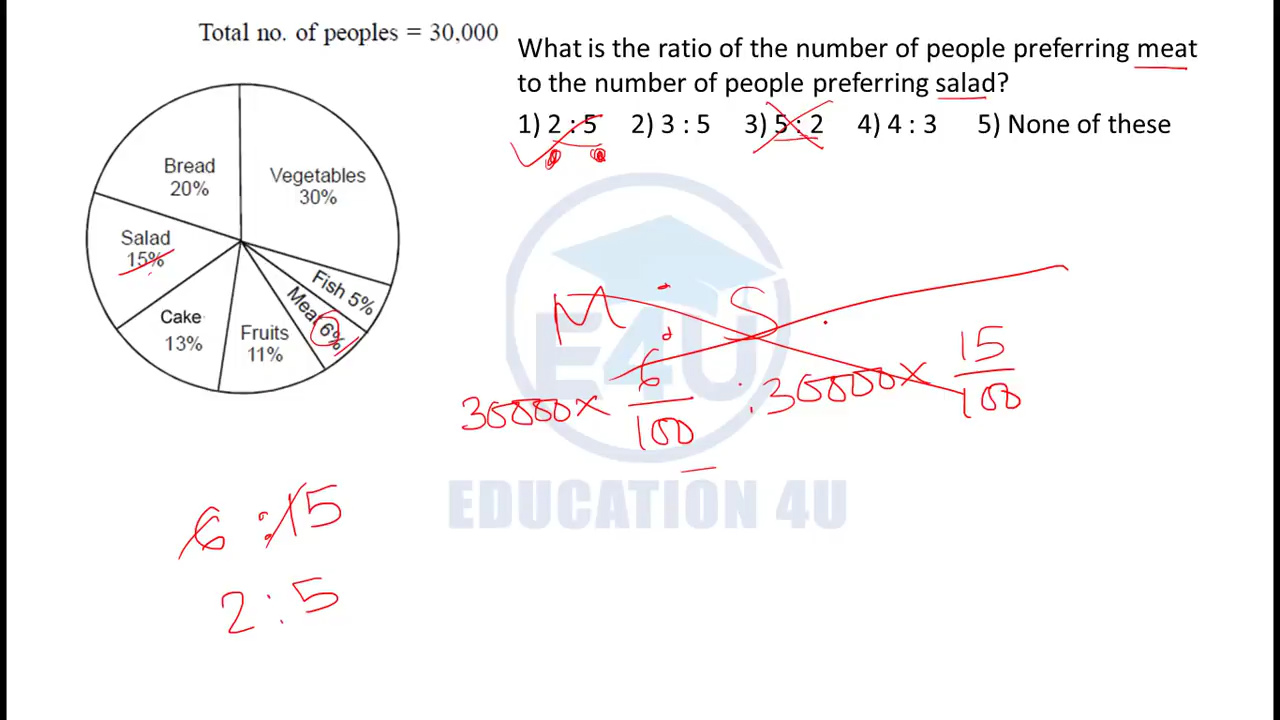 Total no. of peoples = 30,000
What is the ratio of the number of people preferring meat
to the number of people preferring salad?
1) 2 : 5 2) 3 : 5 3) 5 : 2 4) 4 : 3 5) None of these
Bread
20%
Vegetables
30%
Salad
15%
Fish 5%
Meat 6%
Cake
13%
Fruits
11%
M : S
30000 × 6/100 : 30000 × 15/100
6 : 15
2 : 5
E4U
EDUCATION 4U